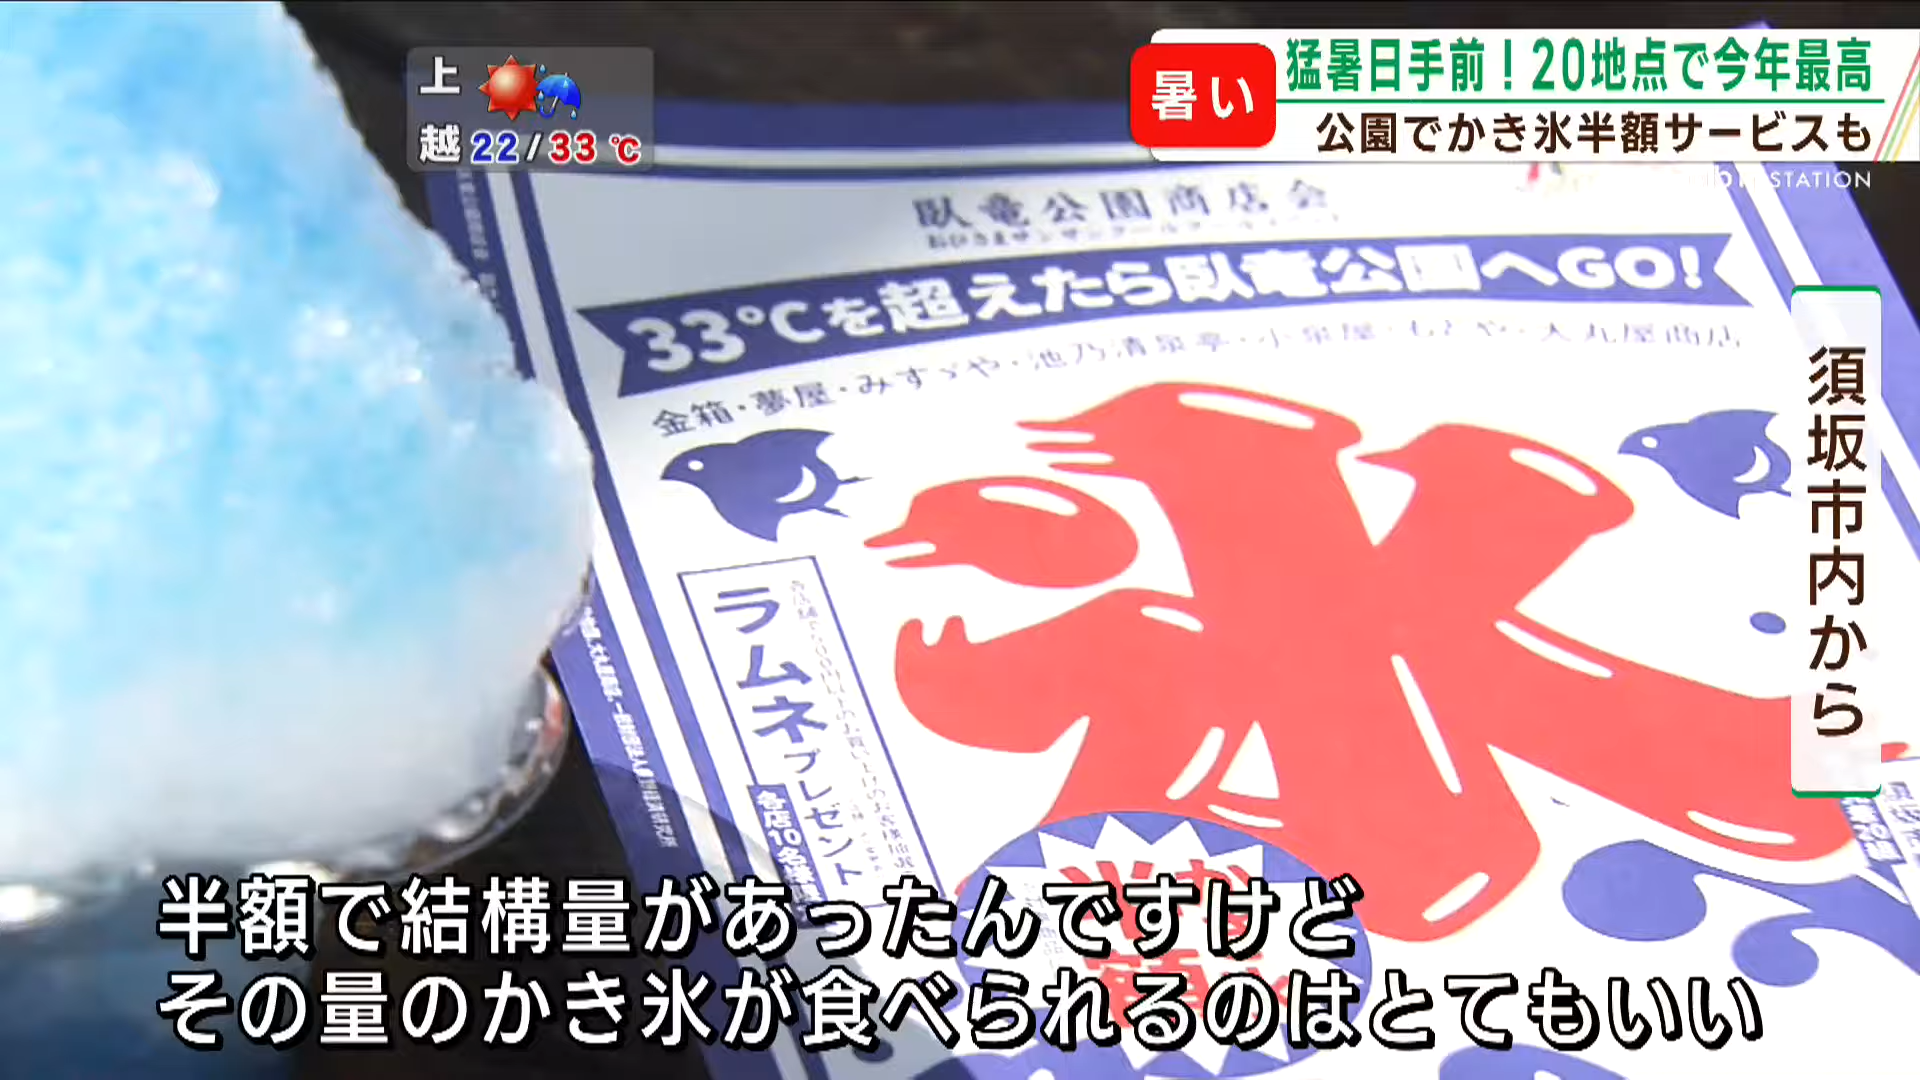 上越 22/33℃
暑い
猛暑日手前！20地点で今年最高
公園でかき氷半額サービスも
STATION
臥竜公園商店会
33℃を超えたら臥竜公園へGO!
金箱・夢屋・みすゞや・池乃清泉亭・小泉屋・もとや・大丸屋商店
氷
ラムネプレゼント
各店10名様
須坂市内から
半額で結構量があったんですけど
その量のかき氷が食べられるのはとてもいい